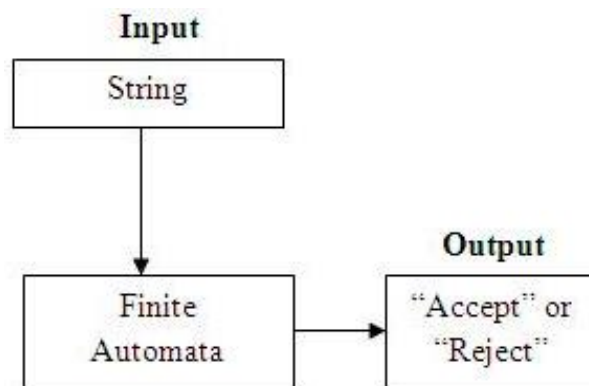 Input
String
Output
Finite
Automata
“Accept” or
“Reject”